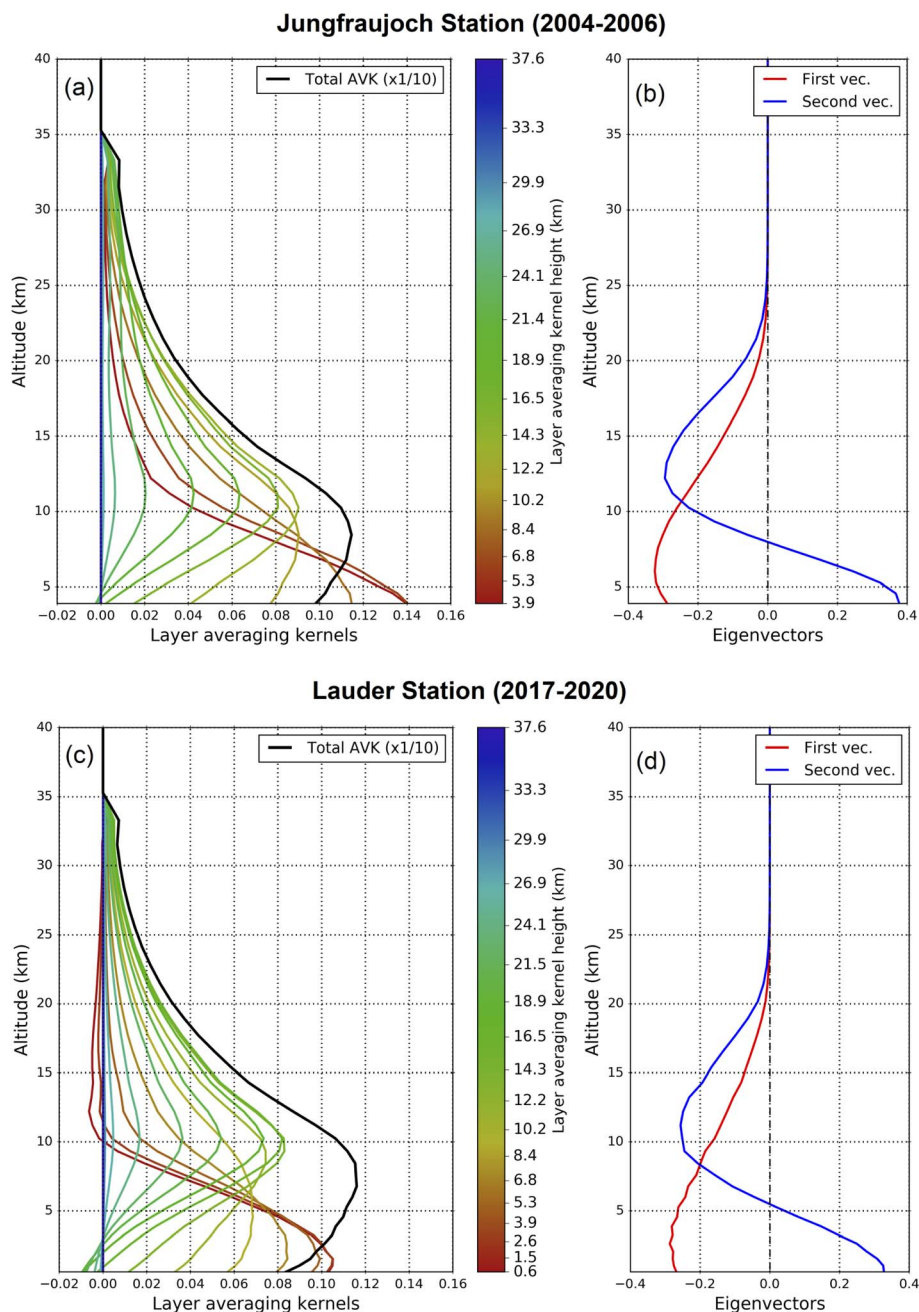 Jungfraujoch Station (2004-2006)
(a)
Total AVK (x1/10)
40
35
30
25
20
15
10
5
Altitude (km)
−0.02 0.00 0.02 0.04 0.06 0.08 0.10 0.12 0.14 0.16
Layer averaging kernels
37.6
33.3
29.9
26.9
24.1
21.4
18.9
16.5
14.3
12.2
10.2
8.4
6.8
5.3
3.9
Layer averaging kernel height (km)
(b)
First vec.
Second vec.
40
35
30
25
20
15
10
5
Altitude (km)
−0.4 −0.2 0.0 0.2 0.4
Eigenvectors
Lauder Station (2017-2020)
(c)
Total AVK (x1/10)
40
35
30
25
20
15
10
5
Altitude (km)
−0.02 0.00 0.02 0.04 0.06 0.08 0.10 0.12 0.14 0.16
Layer averaging kernels
37.6
33.3
29.9
26.9
24.1
21.4
18.9
16.5
14.3
12.2
10.2
8.4
6.8
5.3
3.9
2.6
1.5
0.6
Layer averaging kernel height (km)
(d)
First vec.
Second vec.
40
35
30
25
20
15
10
5
Altitude (km)
−0.4 −0.2 0.0 0.2 0.4
Eigenvectors